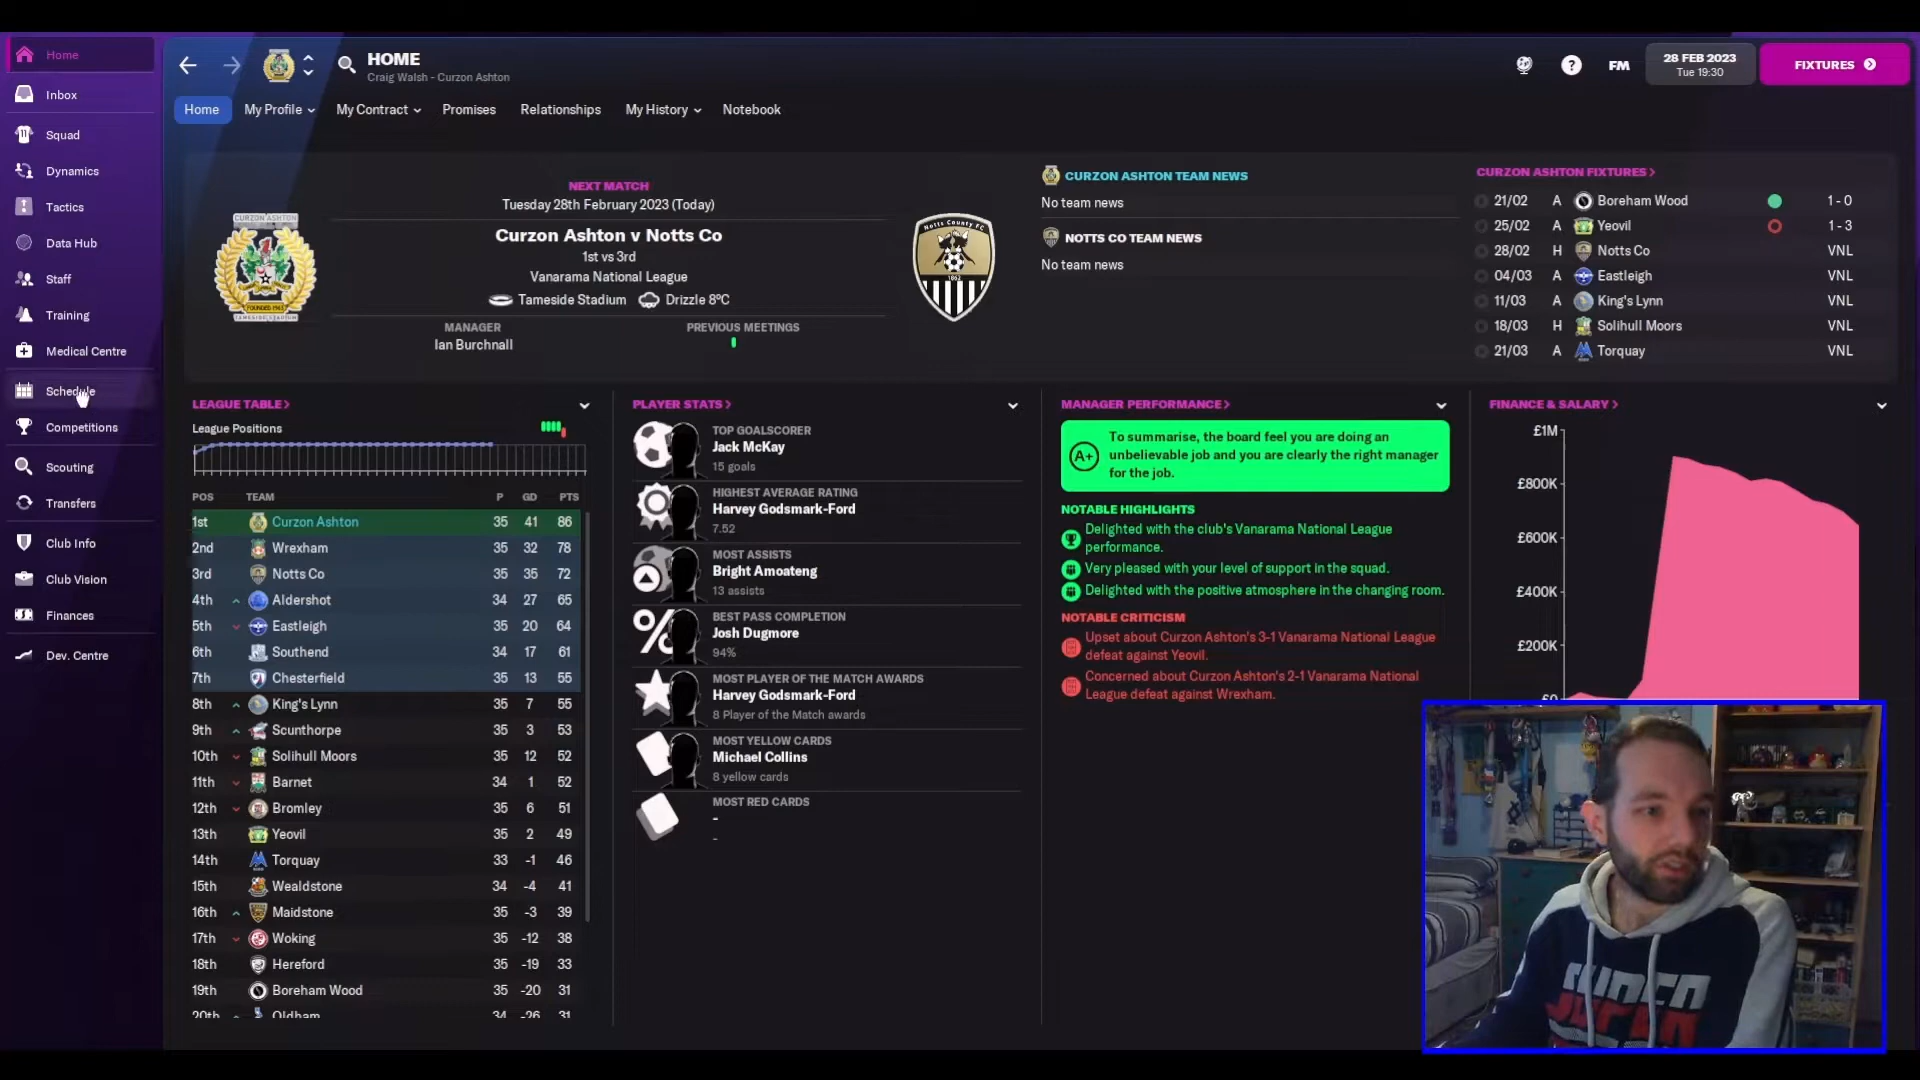 Home
Inbox
Squad
Dynamics
Tactics
Data Hub
Staff
Training
Medical Centre
Schedule
Competitions
Scouting
Transfers
Club Info
Club Vision
Finances
Dev. Centre
HOME
Craig Walsh - Curzon Ashton
FM
28 FEB 2023
Tue 19:30
FIXTURES
Home My Profile My Contract Promises Relationships My History Notebook
NEXT MATCH
Tuesday 28th February 2023 (Today)
Curzon Ashton v Notts Co
1st vs 3rd
Vanarama National League
Tameside Stadium Drizzle 8°C
MANAGER
Ian Burchnall
PREVIOUS MEETINGS
CURZON ASHTON
TAMESIDE STADIUM
Notts County FC
1862
CURZON ASHTON TEAM NEWS
No team news
NOTTS CO TEAM NEWS
No team news
CURZON ASHTON FIXTURES >
21/02 A Boreham Wood 1 - 0
25/02 A Yeovil 1 - 3
28/02 H Notts Co VNL
04/03 A Eastleigh VNL
11/03 A King's Lynn VNL
18/03 H Solihull Moors VNL
21/03 A Torquay VNL
LEAGUE TABLE >
League Positions
POS TEAM P GD PTS
1st Curzon Ashton 35 41 86
2nd Wrexham 35 32 78
3rd Notts Co 35 35 72
4th Aldershot 34 27 65
5th Eastleigh 35 20 64
6th Southend 34 17 61
7th Chesterfield 35 13 55
8th King's Lynn 35 7 55
9th Scunthorpe 35 3 53
10th Solihull Moors 35 12 52
11th Barnet 34 1 52
12th Bromley 35 6 51
13th Yeovil 35 2 49
14th Torquay 33 -1 46
15th Wealdstone 34 -4 41
16th Maidstone 35 -3 39
17th Woking 35 -12 38
18th Hereford 35 -19 33
19th Boreham Wood 35 -20 31
20th Oldham 34 -26 31
PLAYER STATS >
TOP GOALSCORER
Jack McKay
15 goals
HIGHEST AVERAGE RATING
Harvey Godsmark-Ford
7.52
MOST ASSISTS
Bright Amoateng
13 assists
BEST PASS COMPLETION
Josh Dugmore
94%
MOST PLAYER OF THE MATCH AWARDS
Harvey Godsmark-Ford
8 Player of the Match awards
MOST YELLOW CARDS
Michael Collins
8 yellow cards
MOST RED CARDS
-
-
MANAGER PERFORMANCE >
A+
To summarise, the board feel you are doing an
unbelievable job and you are clearly the right manager
for the job.
NOTABLE HIGHLIGHTS
Delighted with the club's Vanarama National League
performance.
Very pleased with your level of support in the squad.
Delighted with the positive atmosphere in the changing room.
NOTABLE CRITICISM
Upset about Curzon Ashton's 3-1 Vanarama National League
defeat against Yeovil.
Concerned about Curzon Ashton's 2-1 Vanarama National
League defeat against Wrexham.
FINANCE & SALARY >
£1M
£800K
£600K
£400K
£200K
£0